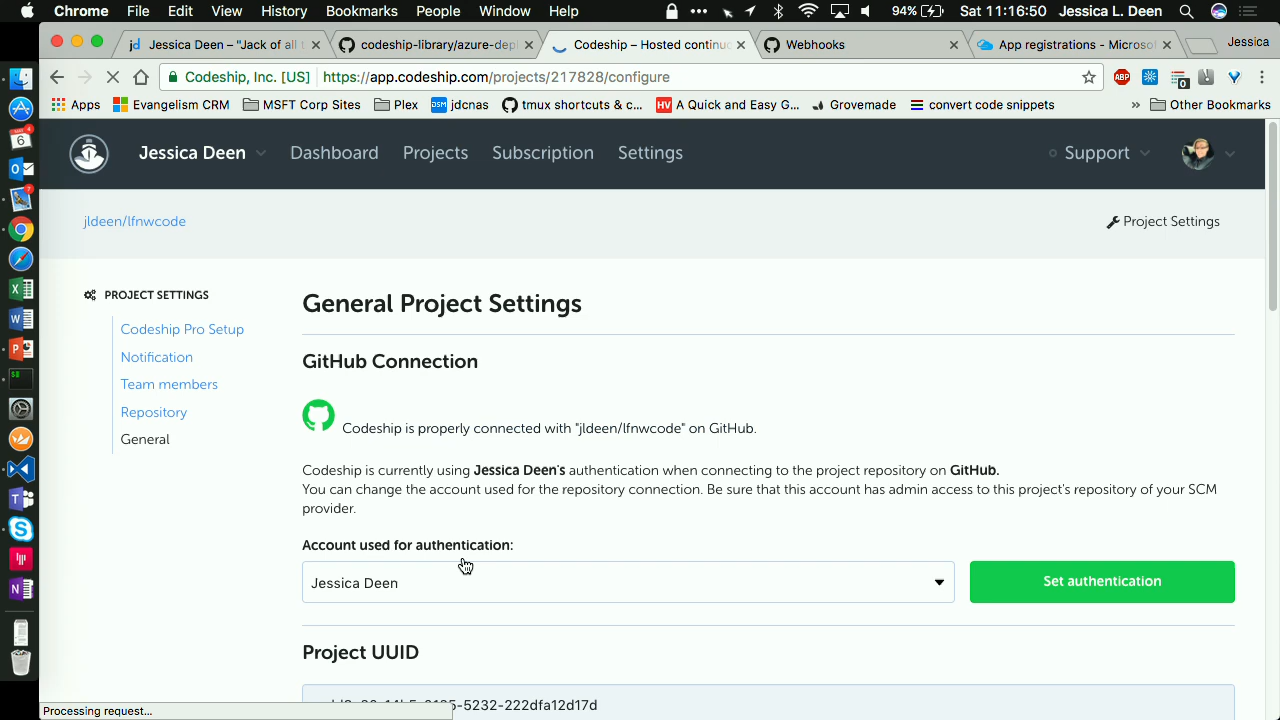 Chrome File Edit View History Bookmarks People Window Help 94% Sat 11:16:50 Jessica L. Deen
jd Jessica Deen – "Jack of all t codeship-library/azure-depl Codeship – Hosted continuo Webhooks App registrations - Microsof Jessica
Codeship, Inc. [US] https://app.codeship.com/projects/217828/configure ABP 0
Apps Evangelism CRM MSFT Corp Sites Plex jdcnas tmux shortcuts & c... HV A Quick and Easy G... Grovemade convert code snippets » Other Bookmarks
Jessica Deen Dashboard Projects Subscription Settings Support
jldeen/lfnwcode Project Settings
PROJECT SETTINGS
Codeship Pro Setup
Notification
Team members
Repository
General
General Project Settings
GitHub Connection
Codeship is properly connected with "jldeen/lfnwcode" on GitHub.
Codeship is currently using Jessica Deen's authentication when connecting to the project repository on GitHub.
You can change the account used for the repository connection. Be sure that this account has admin access to this project's repository of your SCM
provider.
Account used for authentication:
Jessica Deen Set authentication
Project UUID
-5232-222dfa12d17d
Processing request...